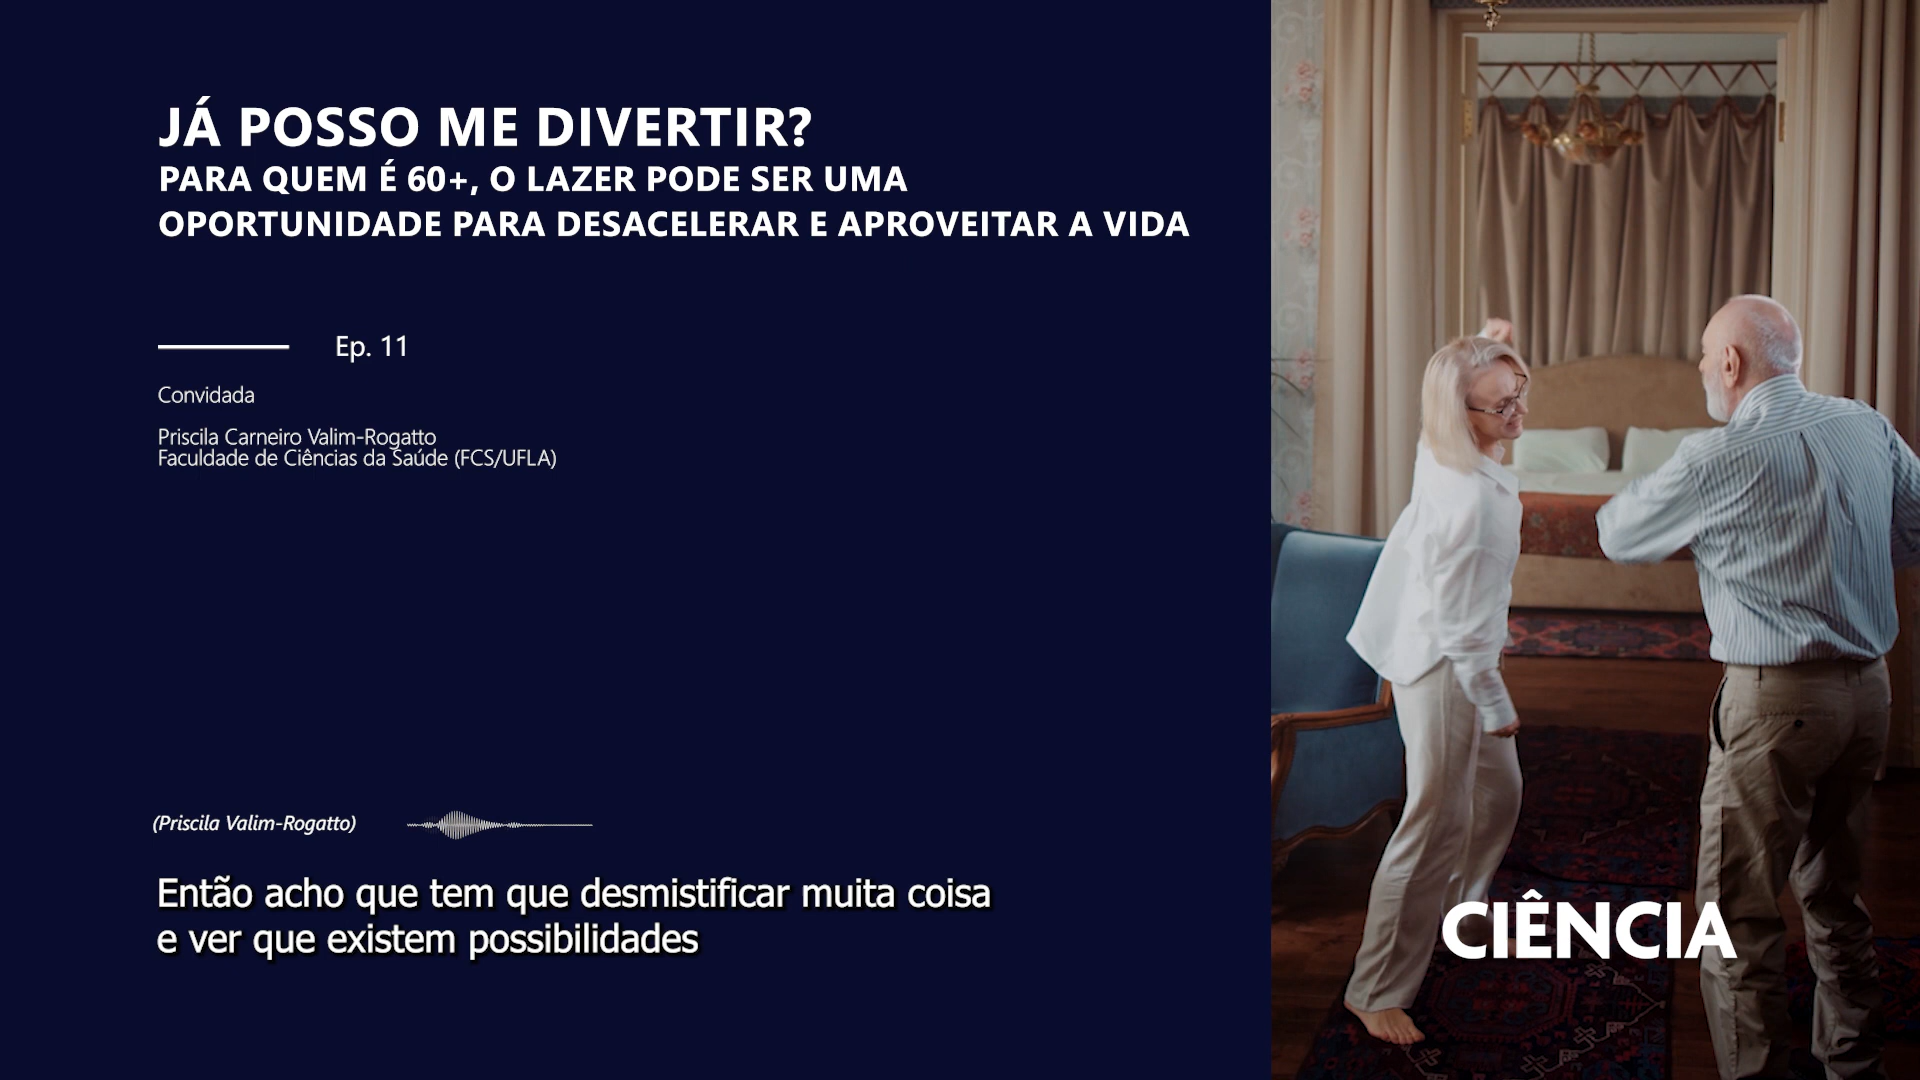 JÁ POSSO ME DIVERTIR?
PARA QUEM É 60+, O LAZER PODE SER UMA
OPORTUNIDADE PARA DESACELERAR E APROVEITAR A VIDA
Ep. 11
Convidada
Priscila Carneiro Valim-Rogatto
Faculdade de Ciências da Saúde (FCS/UFLA)
(Priscila Valim-Rogatto)
Então acho que tem que desmistificar muita coisa
e ver que existem possibilidades
CIÊNCIA